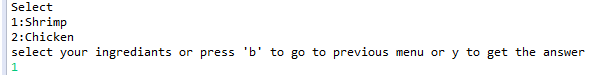 Select
1:Shrimp
2:Chicken
select your ingrediants or press 'b' to go to previous menu or y to get the answer
1